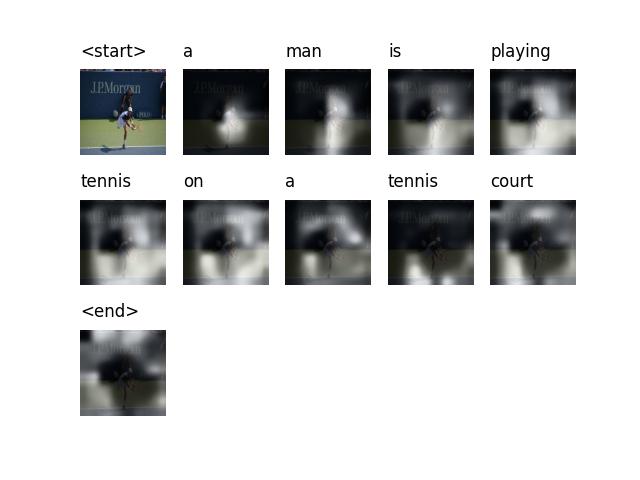 <start> a man is playing
J.P.Morgan
tennis on a tennis court
<end>